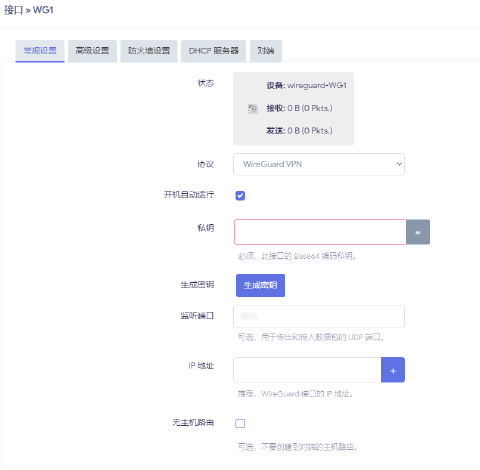 接口 » WG1
常规设置 高级设置 防火墙设置 DHCP 服务器 对端
状态
设备: wireguard-WG1
接收: 0 B (0 Pkts.)
发送: 0 B (0 Pkts.)
协议 WireGuard VPN
开机自动运行
私钥 *
必须，此接口的 Base64 编码私钥。
生成密钥 生成密钥
监听端口 随机
可选，用于传出和传入数据包的 UDP 端口。
IP 地址 +
推荐，WireGuard 接口的 IP 地址。
无主机路由
可选，不要创建到对端的主机路由。